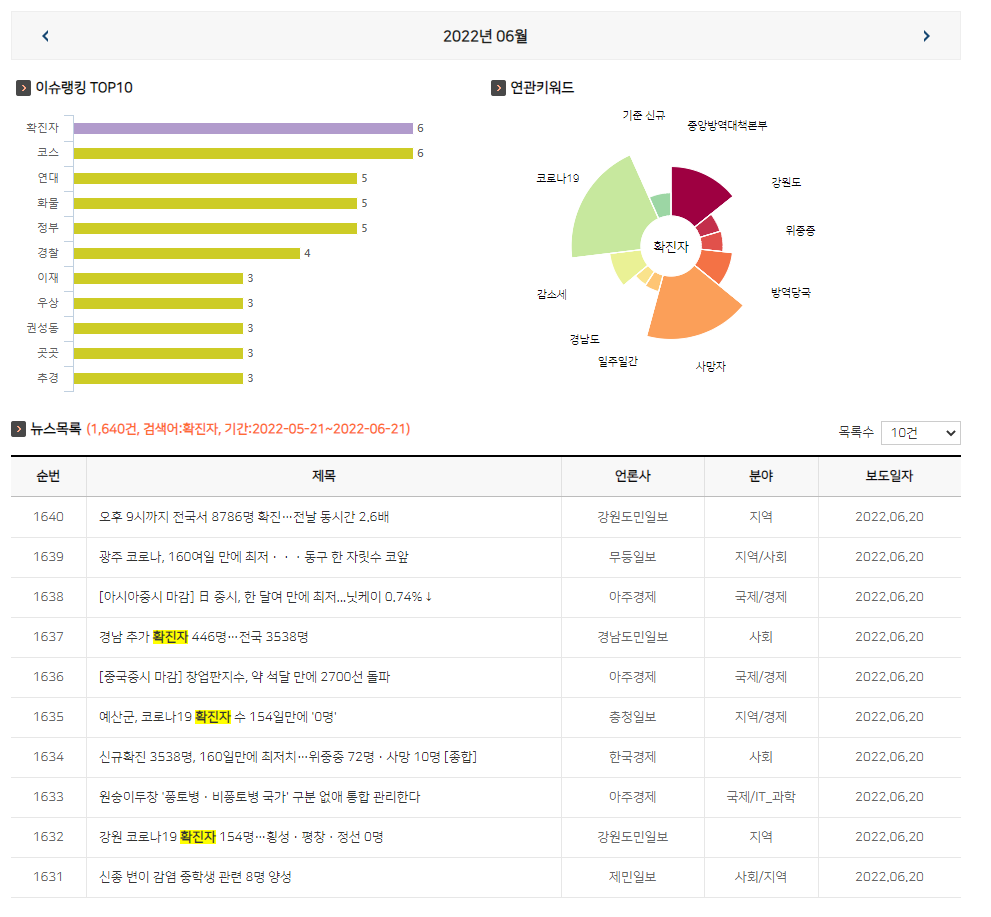 2022년 06월
이슈랭킹 TOP10
확진자 6
코스 6
연대 5
화물 5
정부 5
경찰 4
이재 3
우상 3
권성동 3
곳곳 3
추경 3
연관키워드
기준 신규
중앙방역대책본부
코로나19
강원도
위중증
확진자
방역당국
감소세
경남도
일주일간
사망자
뉴스목록 (1,640건, 검색어:확진자, 기간:2022-05-21~2022-06-21)
목록수 10건
순번 제목 언론사 분야 보도일자
1640 오후 9시까지 전국서 8786명 확진…전날 동시간 2.6배 강원도민일보 지역 2022.06.20
1639 광주 코로나, 160여일 만에 최저・・・동구 한 자릿수 코앞 무등일보 지역/사회 2022.06.20
1638 [아시아증시 마감] 日 증시, 한 달여 만에 최저...닛케이 0.74%↓ 아주경제 국제/경제 2022.06.20
1637 경남 추가 확진자 446명…전국 3538명 경남도민일보 사회 2022.06.20
1636 [중국증시 마감] 창업판지수, 약 석달 만에 2700선 돌파 아주경제 국제/경제 2022.06.20
1635 예산군, 코로나19 확진자 수 154일만에 '0명' 충청일보 지역/경제 2022.06.20
1634 신규확진 3538명, 160일만에 최저치…위중증 72명・사망 10명 [종합] 한국경제 사회 2022.06.20
1633 원숭이두창 '풍토병・비풍토병 국가' 구분 없애 통합 관리한다 아주경제 국제/IT_과학 2022.06.20
1632 강원 코로나19 확진자 154명…횡성・평창・정선 0명 강원도민일보 지역 2022.06.20
1631 신종 변이 감염 중학생 관련 8명 양성 제민일보 사회/지역 2022.06.20